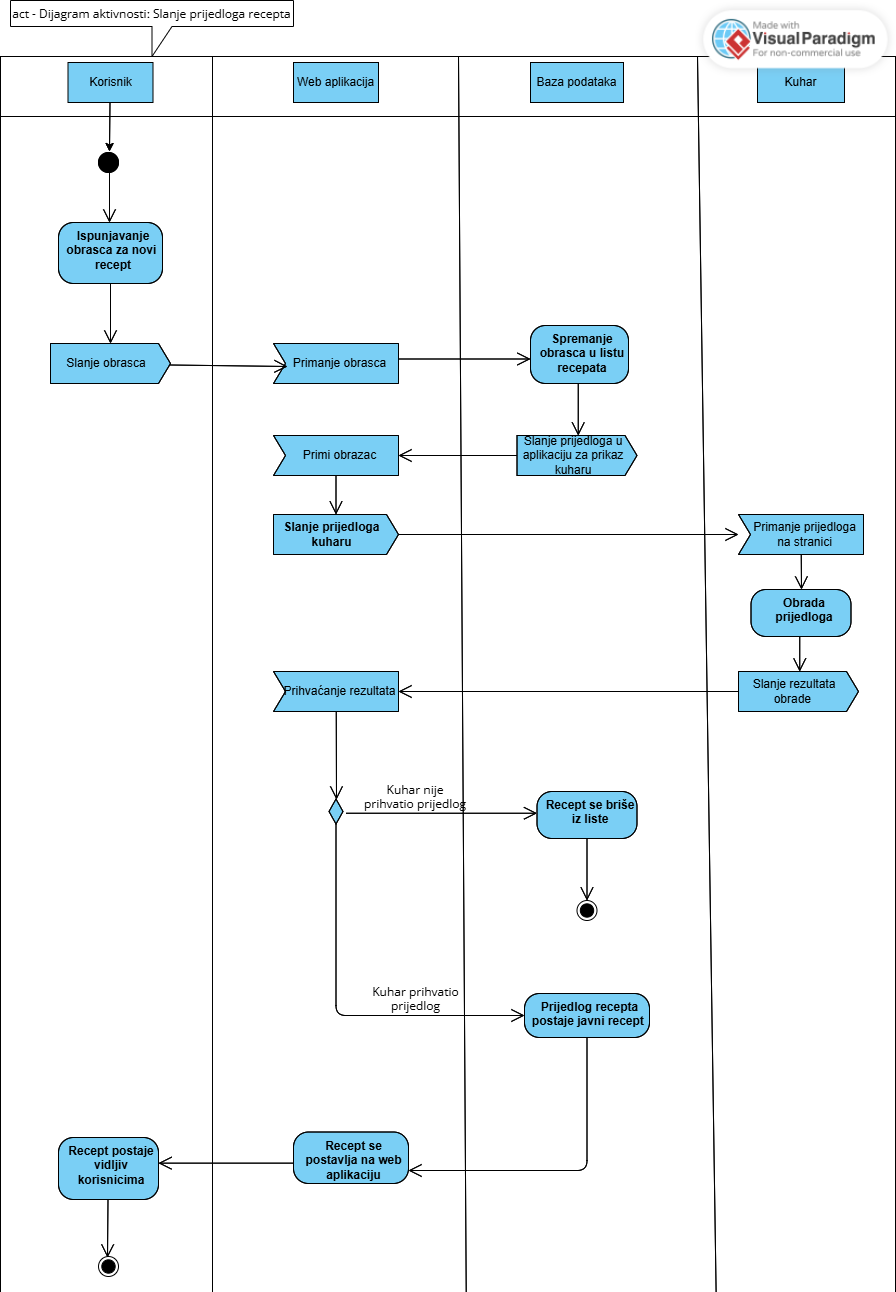 act - Dijagram aktivnosti: Slanje prijedloga recepta
Made with
VisualParadigm
For non-commercial use
Korisnik
Web aplikacija
Baza podataka
Kuhar
Ispunjavanje
obrasca za novi
recept
Slanje obrasca
Primanje obrasca
Spremanje
obrasca u listu
recepata
Slanje prijedloga u
aplikaciju za prikaz
kuharu
Primi obrazac
Slanje prijedloga
kuharu
Primanje prijedloga
na stranici
Obrada
prijedloga
Slanje rezultata
obrade
Prihvaćanje rezultata
Kuhar nije
prihvatio prijedlog
Recept se briše
iz liste
Kuhar prihvatio
prijedlog
Prijedlog recepta
postaje javni recept
Recept se
postavlja na web
aplikaciju
Recept postaje
vidljiv
korisnicima